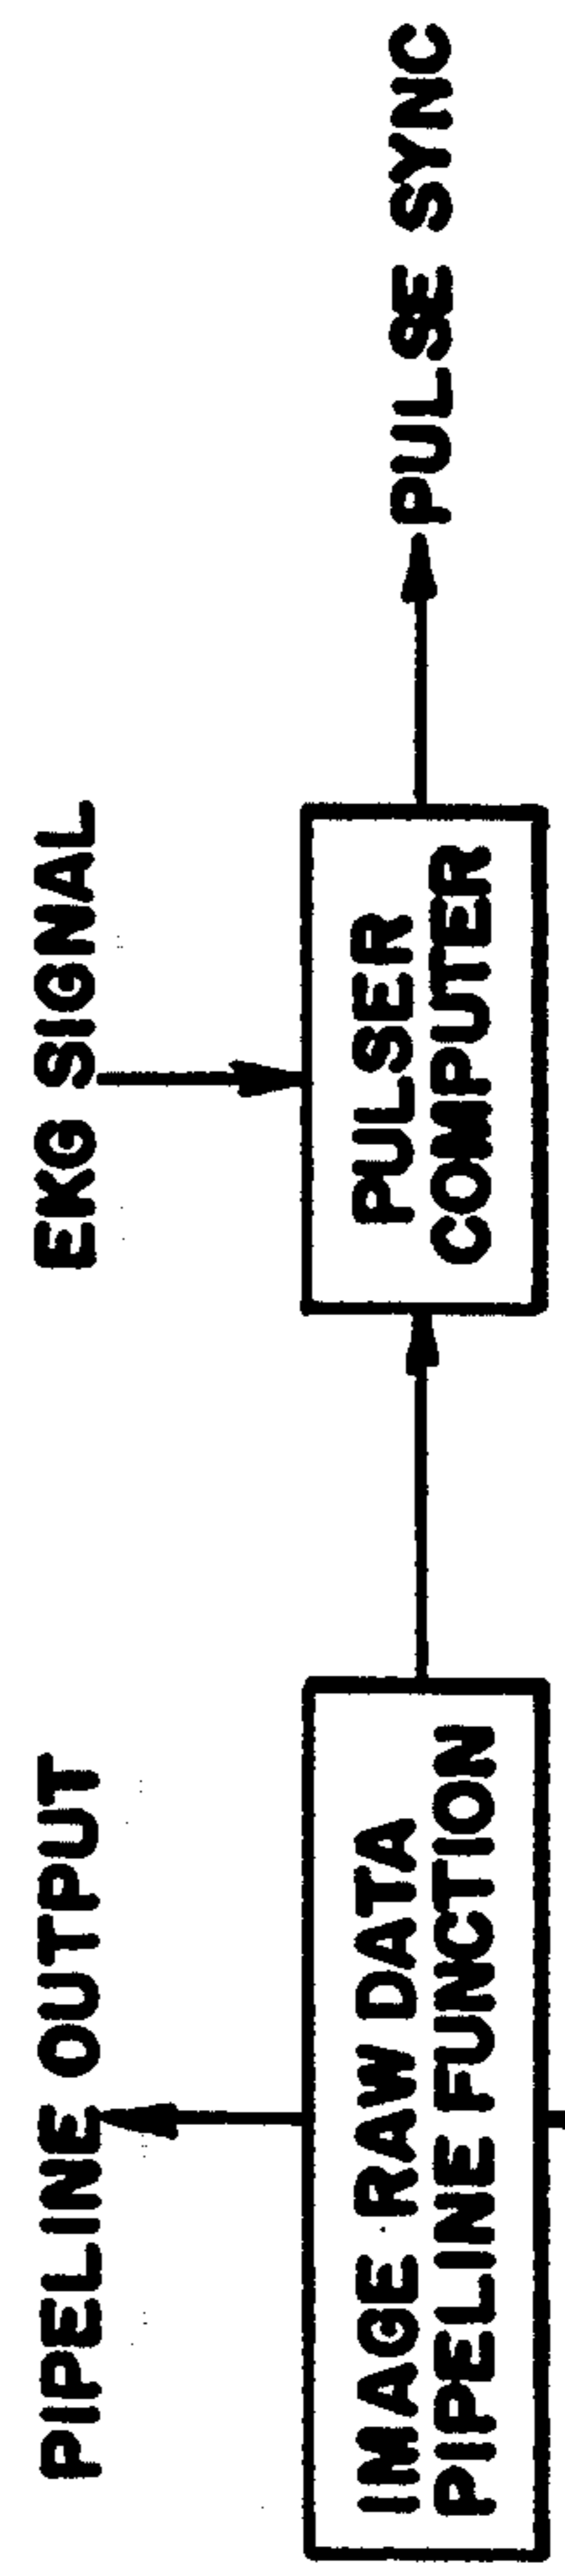 PIPELINE OUTPUT
EKG SIGNAL
IMAGE RAW DATA
PIPELINE FUNCTION
PULSER
COMPUTER
PULSE SYNC